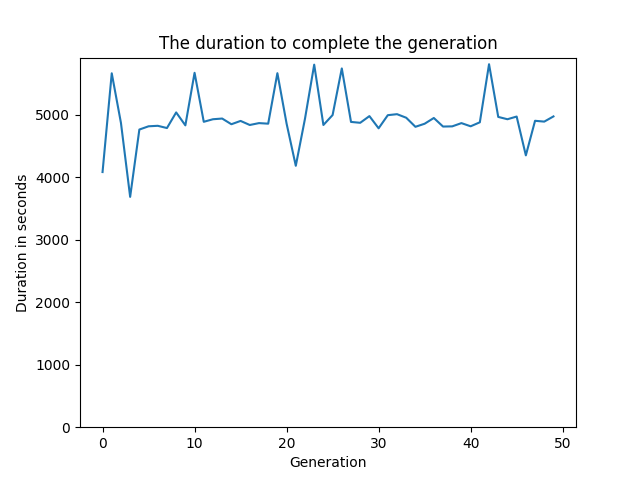 The duration to complete the generation
Duration in seconds
5000
4000
3000
2000
1000
0
0 10 20 30 40 50
Generation